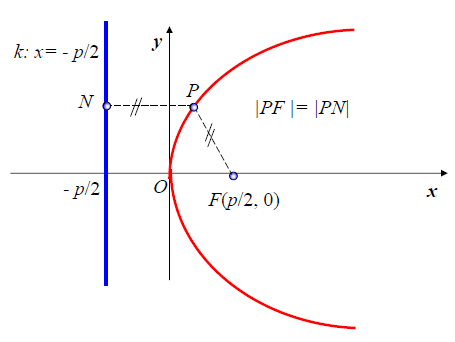 k: x = - p/2
y
N
P
|PF |= |PN|
- p/2
O
F(p/2, 0)
x